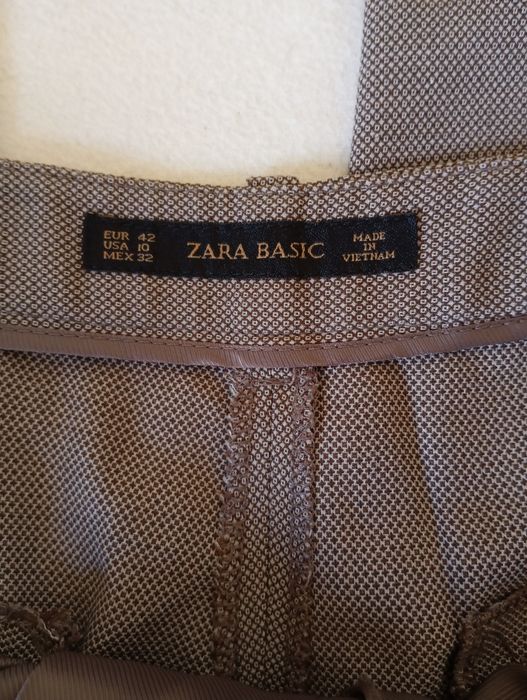 EUR 42
USA 10
MEX 32
ZARA BASIC
MADE
IN
VIETNAM